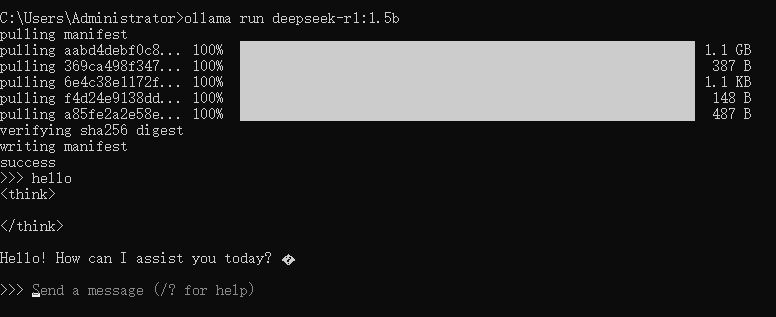 C:\Users\Administrator>ollama run deepseek-r1:1.5b
pulling manifest
pulling aabd4debf0c8... 100% 1.1 GB
pulling 369ca498f347... 100% 387 B
pulling 6e4c38e1172f... 100% 1.1 KB
pulling f4d24e9138dd... 100% 148 B
pulling a85fe2a2e58e... 100% 487 B
verifying sha256 digest
writing manifest
success
>>> hello
<think>
</think>
Hello! How can I assist you today? �
>>> Send a message (/? for help)